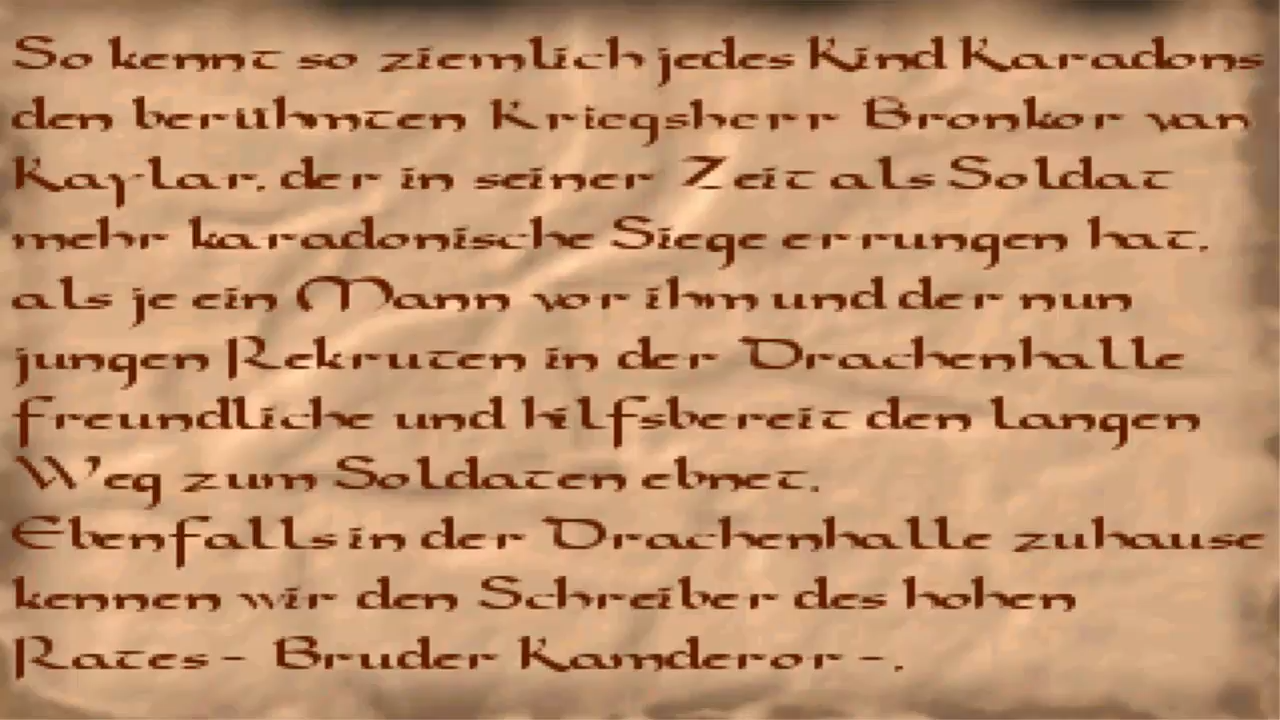 So kennt so ziemlich jedes Kind Karadons
den berühmten Kriegsherr Bronkor van
Kaylar, der in seiner Zeit als Soldat
mehr karadonische Siege errungen hat,
als je ein Mann vor ihm und der nun
jungen Rekruten in der Drachenhalle
freundliche und hilfsbereit den langen
Weg zum Soldaten ebnet.
Ebenfalls in der Drachenhalle zuhause
kennen wir den Schreiber des hohen
Rates - Bruder Kamderor -.